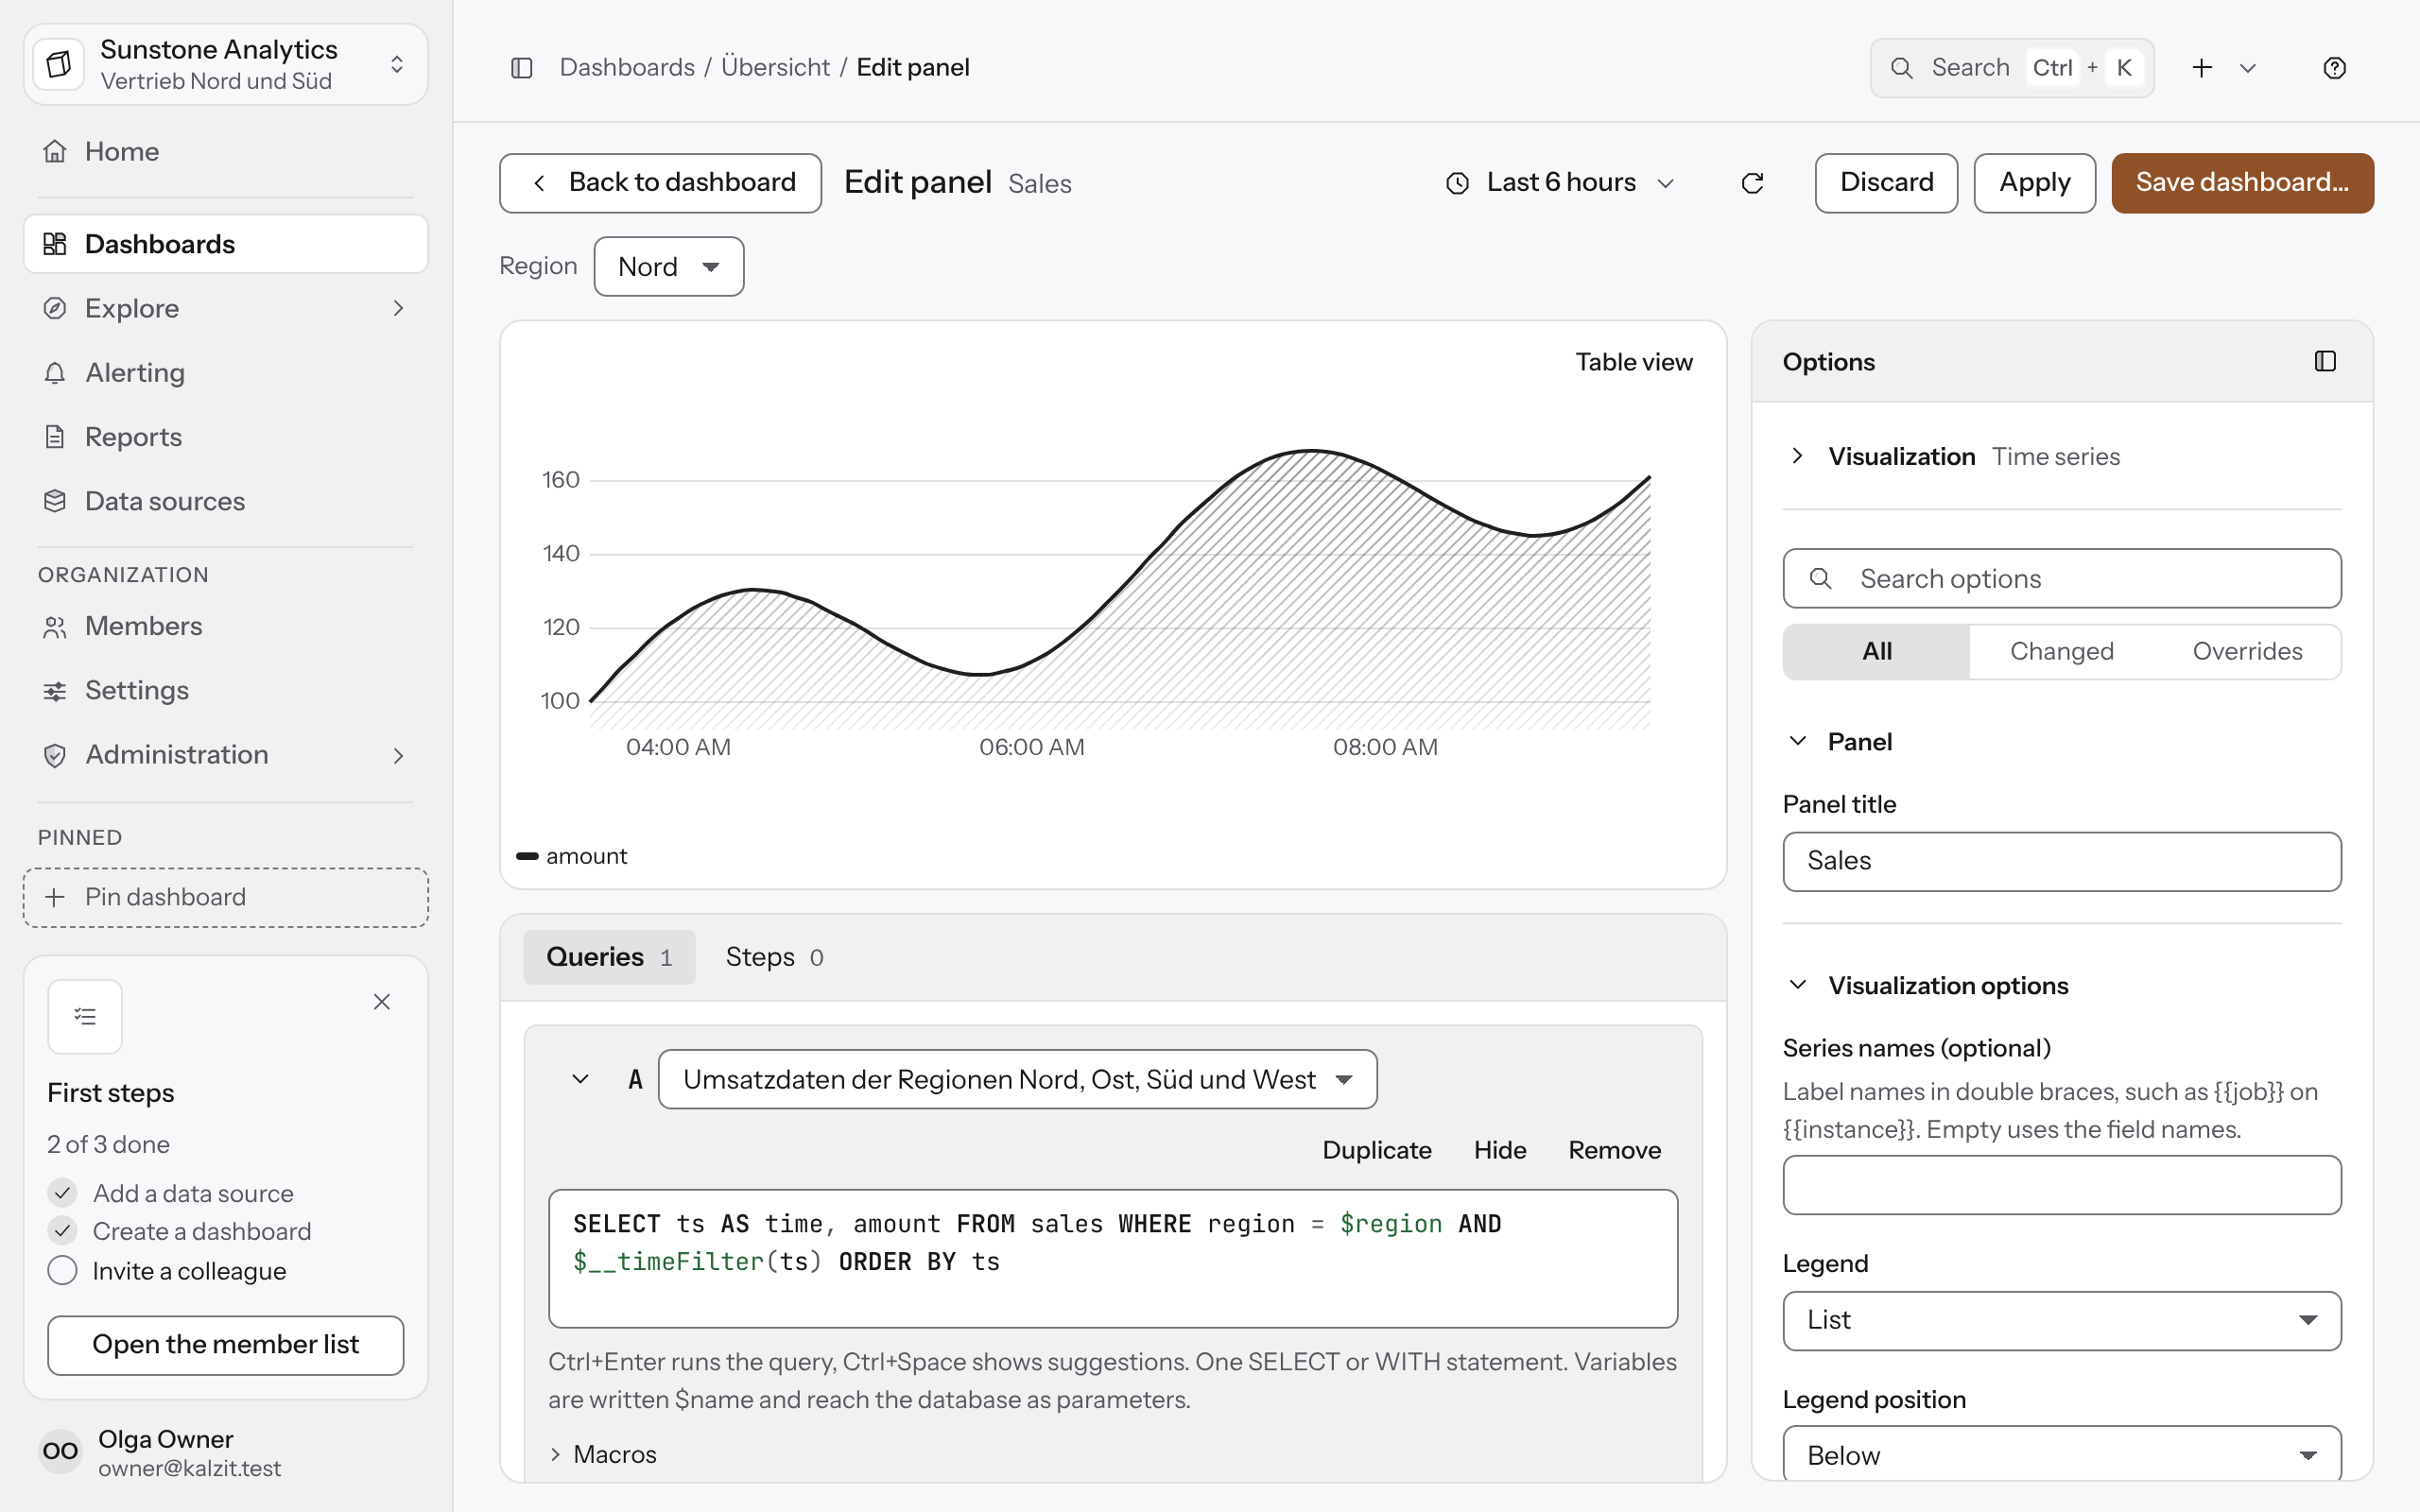 Sunstone Analytics
Vertrieb Nord und Süd
Home
Dashboards
Explore
Alerting
Reports
Data sources
ORGANIZATION
Members
Settings
Administration
PINNED
Pin dashboard
First steps
2 of 3 done
Add a data source
Create a dashboard
Invite a colleague
Open the member list
OO
Olga Owner
owner@kalzit.test
Dashboards / Übersicht / Edit panel
Search Ctrl + K
Back to dashboard
Edit panel Sales
Last 6 hours
Discard
Apply
Save dashboard...
Region
Nord
Table view
160
140
120
100
04:00 AM
06:00 AM
08:00 AM
amount
Queries 1
Steps 0
A
Umsatzdaten der Regionen Nord, Ost, Süd und West
Duplicate
Hide
Remove
SELECT ts AS time, amount FROM sales WHERE region = $region AND
$__timeFilter(ts) ORDER BY ts
Ctrl+Enter runs the query, Ctrl+Space shows suggestions. One SELECT or WITH statement. Variables
are written $name and reach the database as parameters.
Macros
Options
Visualization Time series
Search options
All
Changed
Overrides
Panel
Panel title
Sales
Visualization options
Series names (optional)
Label names in double braces, such as {{job}} on
{{instance}}. Empty uses the field names.
Legend
List
Legend position
Below